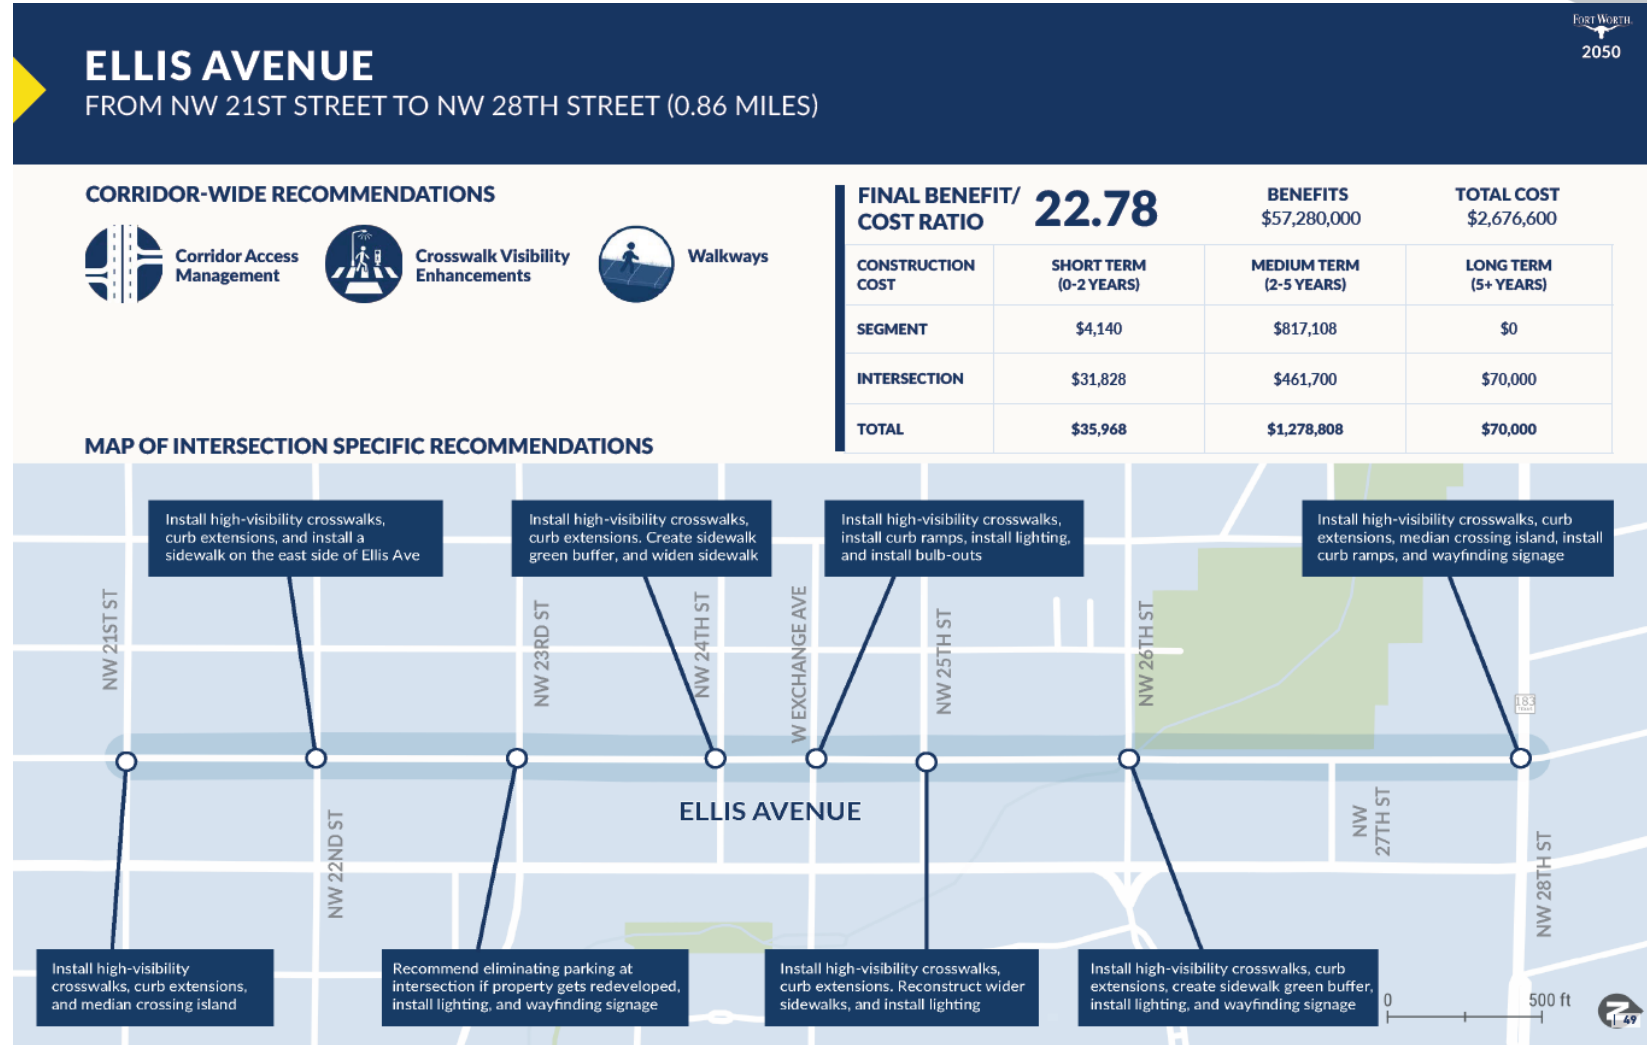 FORT WORTH
2050
ELLIS AVENUE
FROM NW 21ST STREET TO NW 28TH STREET (0.86 MILES)
CORRIDOR-WIDE RECOMMENDATIONS
Corridor Access
Management
Crosswalk Visibility
Enhancements
Walkways
FINAL BENEFIT/
COST RATIO
22.78
BENEFITS
$57,280,000
TOTAL COST
$2,676,600
CONSTRUCTION
COST
SHORT TERM
(0-2 YEARS)
MEDIUM TERM
(2-5 YEARS)
LONG TERM
(5+ YEARS)
SEGMENT $4,140 $817,108 $0
INTERSECTION $31,828 $461,700 $70,000
TOTAL $35,968 $1,278,808 $70,000
MAP OF INTERSECTION SPECIFIC RECOMMENDATIONS
Install high-visibility crosswalks,
curb extensions, and install a
sidewalk on the east side of Ellis Ave
Install high-visibility crosswalks,
curb extensions. Create sidewalk
green buffer, and widen sidewalk
Install high-visibility crosswalks,
install curb ramps, install lighting,
and install bulb-outs
Install high-visibility crosswalks, curb
extensions, median crossing island, install
curb ramps, and wayfinding signage
NW 21ST ST
NW 23RD ST
NW 24TH ST
W EXCHANGE AVE
NW 25TH ST
NW 26TH ST
183
ELLIS AVENUE
NW 22ND ST
NW
27TH ST
NW 28TH ST
Install high-visibility
crosswalks, curb extensions,
and median crossing island
Recommend eliminating parking at
intersection if property gets redeveloped,
install lighting, and wayfinding signage
Install high-visibility crosswalks,
curb extensions. Reconstruct wider
sidewalks, and install lighting
Install high-visibility crosswalks, curb
extensions, create sidewalk green buffer,
install lighting, and wayfinding signage
0 500 ft
49